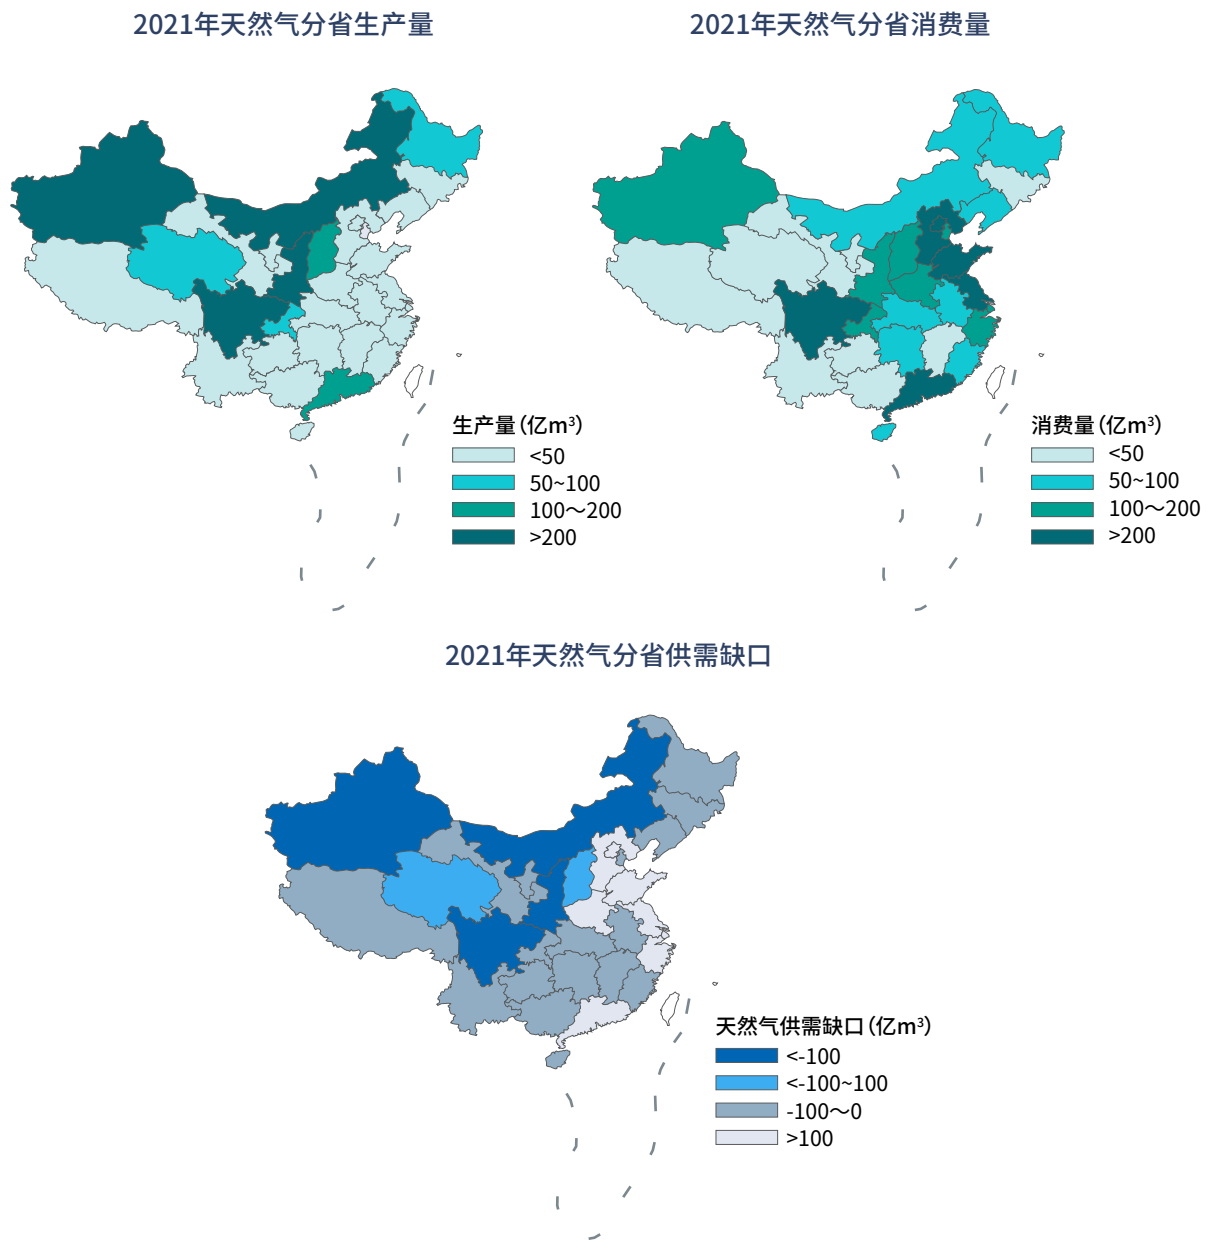 2021年天然气分省生产量
2021年天然气分省消费量
生产量（亿m³）
<50
50~100
100～200
>200
消费量（亿m³）
<50
50~100
100～200
>200
2021年天然气分省供需缺口
天然气供需缺口（亿m³）
<-100
<-100~100
-100～0
>100